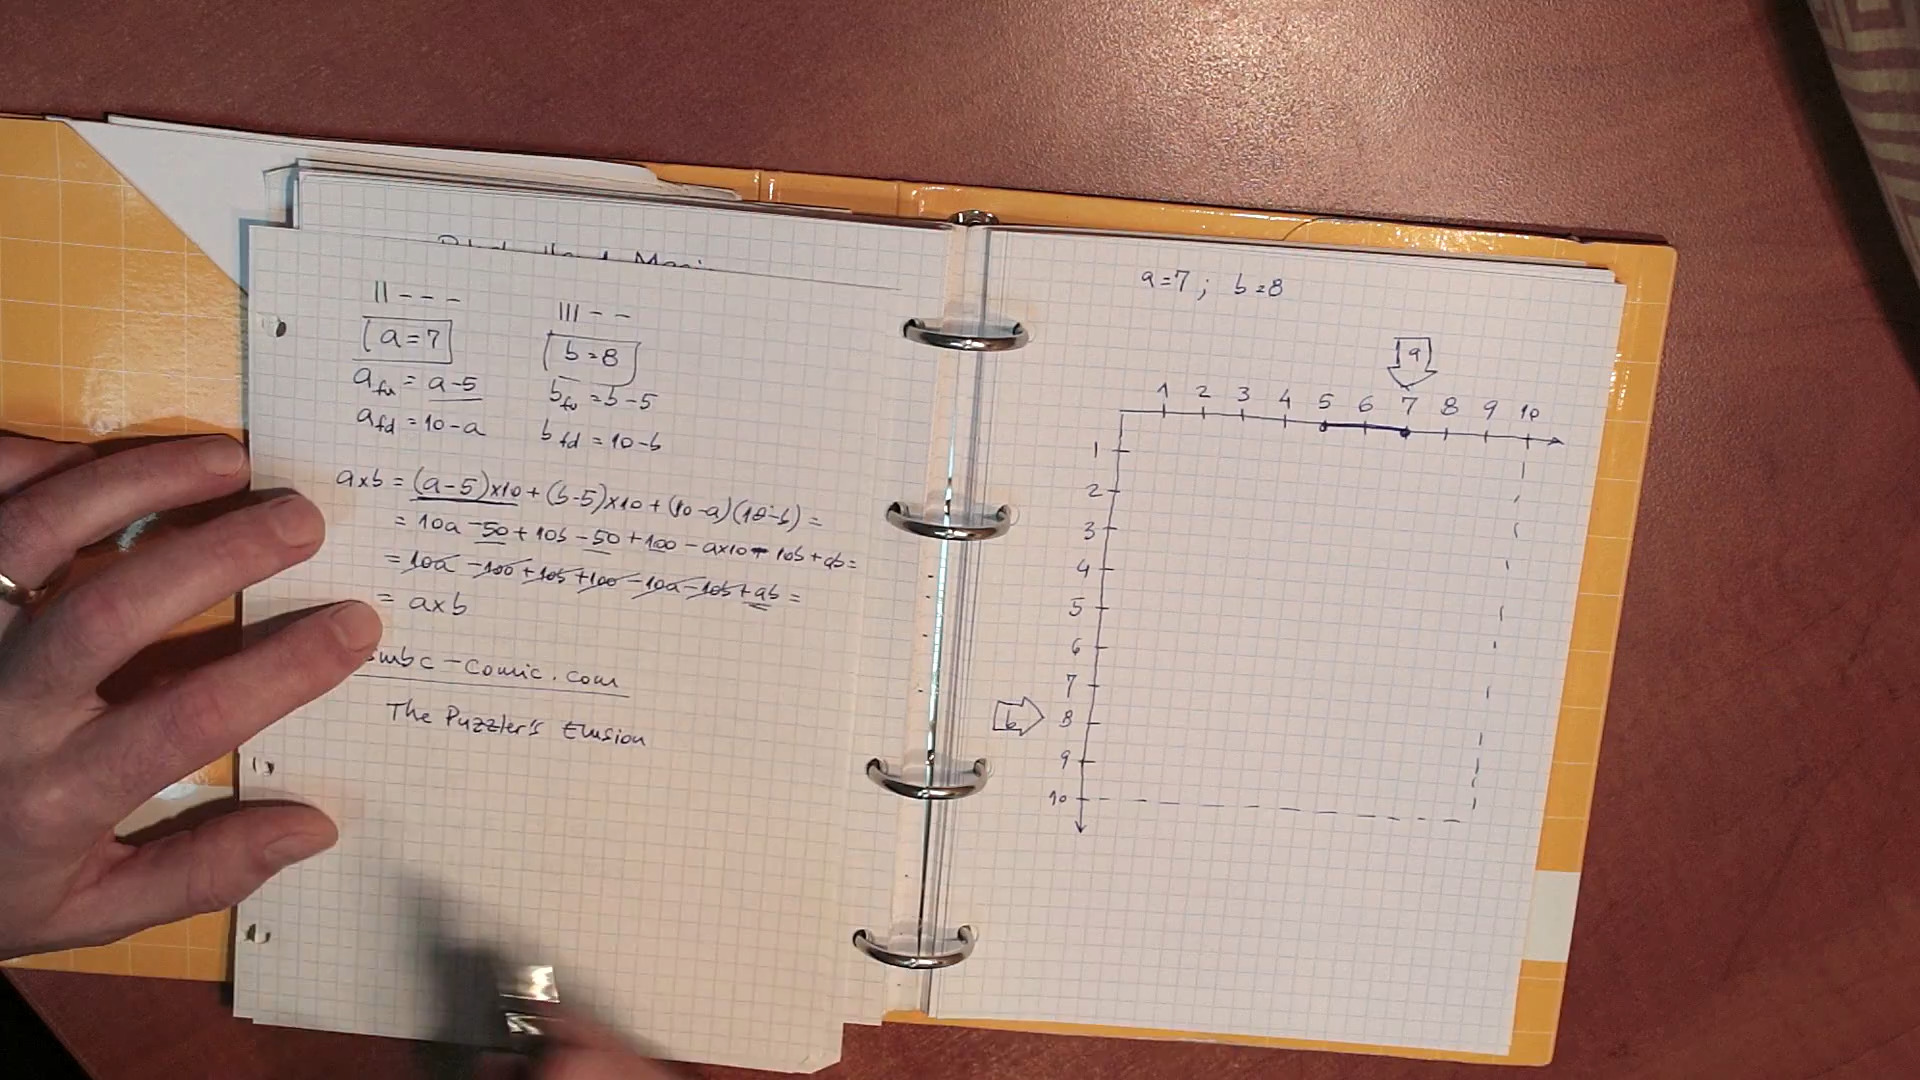 || - - -
||| - -
a=7
b=8
a_fu = a-5
b_fu = b-5
a_fd = 10-a
b_fd = 10-b
axb = (a-5)x10+(b-5)x10+(10-a)(10-b) =
= 10a -50 + 10b - 50 + 100 - ax10 - 10b + ab =
= 10a - 100 + 10b + 100 - 10a - 10b + ab =
= axb
smbc-comic.com
The Puzzler's Elusion
a=7 ; b=8
a
1 2 3 4 5 6 7 8 9 10
1
2
3
4
5
6
7
b 8
9
10